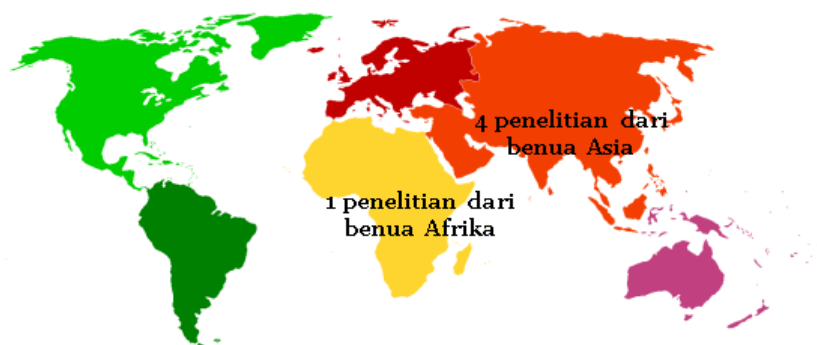 4 penelitian dari
benua Asia
1 penelitian dari
benua Afrika